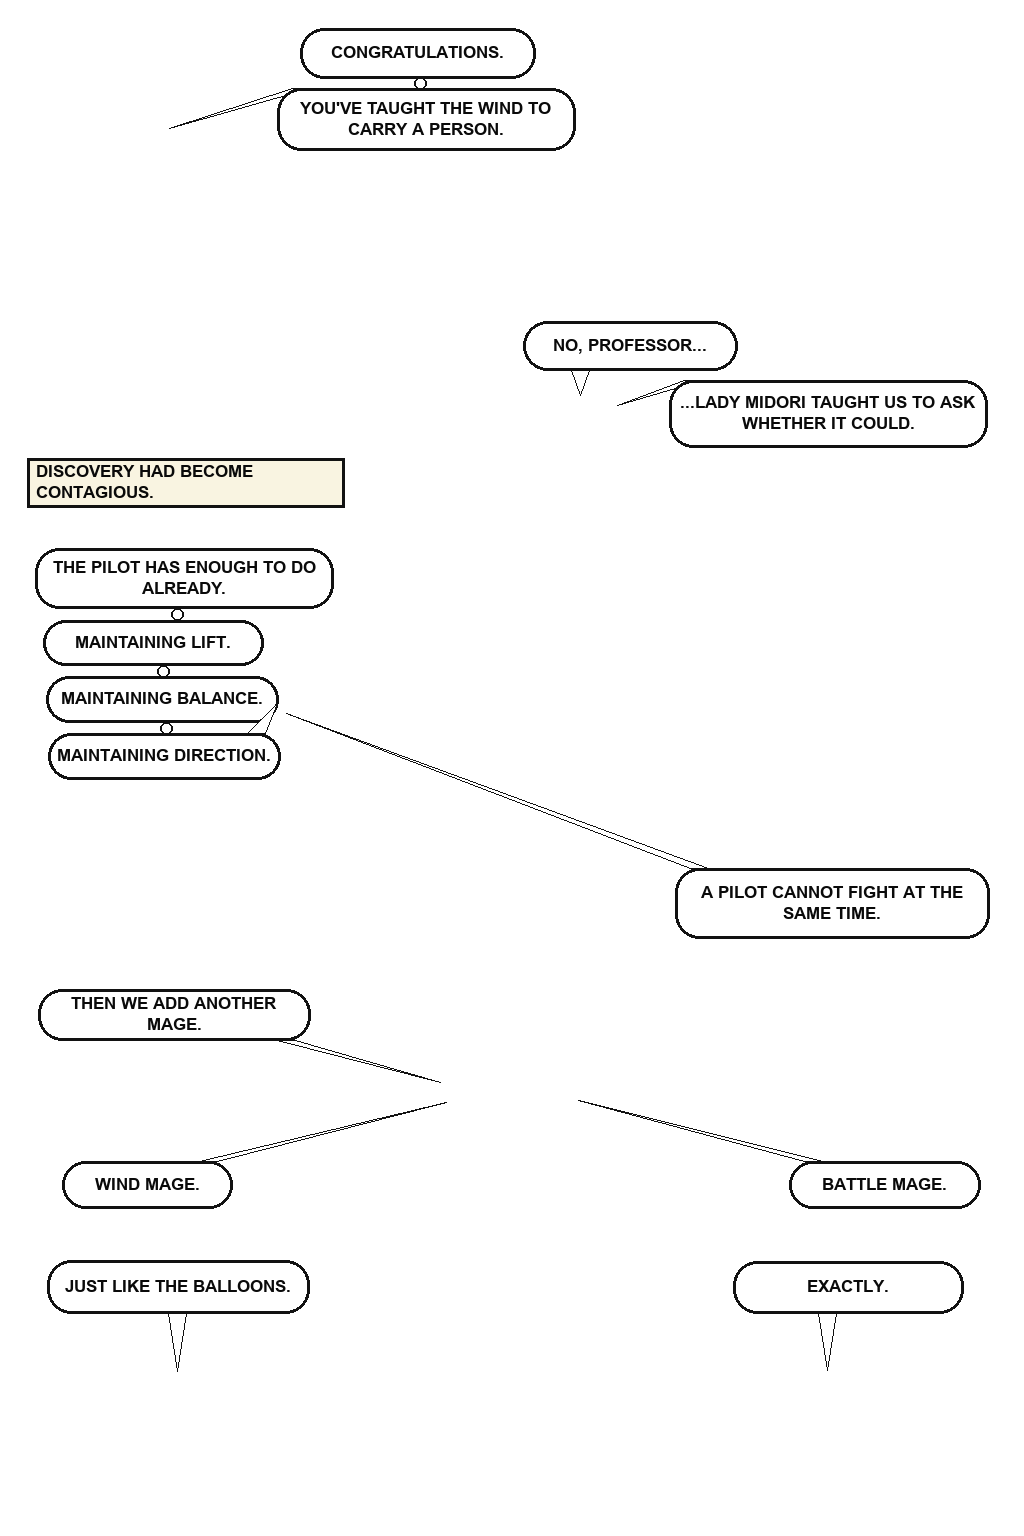 CONGRATULATIONS.
YOU'VE TAUGHT THE WIND TO
CARRY A PERSON.
NO, PROFESSOR...
...LADY MIDORI TAUGHT US TO ASK
WHETHER IT COULD.
DISCOVERY HAD BECOME
CONTAGIOUS.
THE PILOT HAS ENOUGH TO DO
ALREADY.
MAINTAINING LIFT.
MAINTAINING BALANCE.
MAINTAINING DIRECTION.
A PILOT CANNOT FIGHT AT THE
SAME TIME.
THEN WE ADD ANOTHER
MAGE.
WIND MAGE.
BATTLE MAGE.
JUST LIKE THE BALLOONS.
EXACTLY.